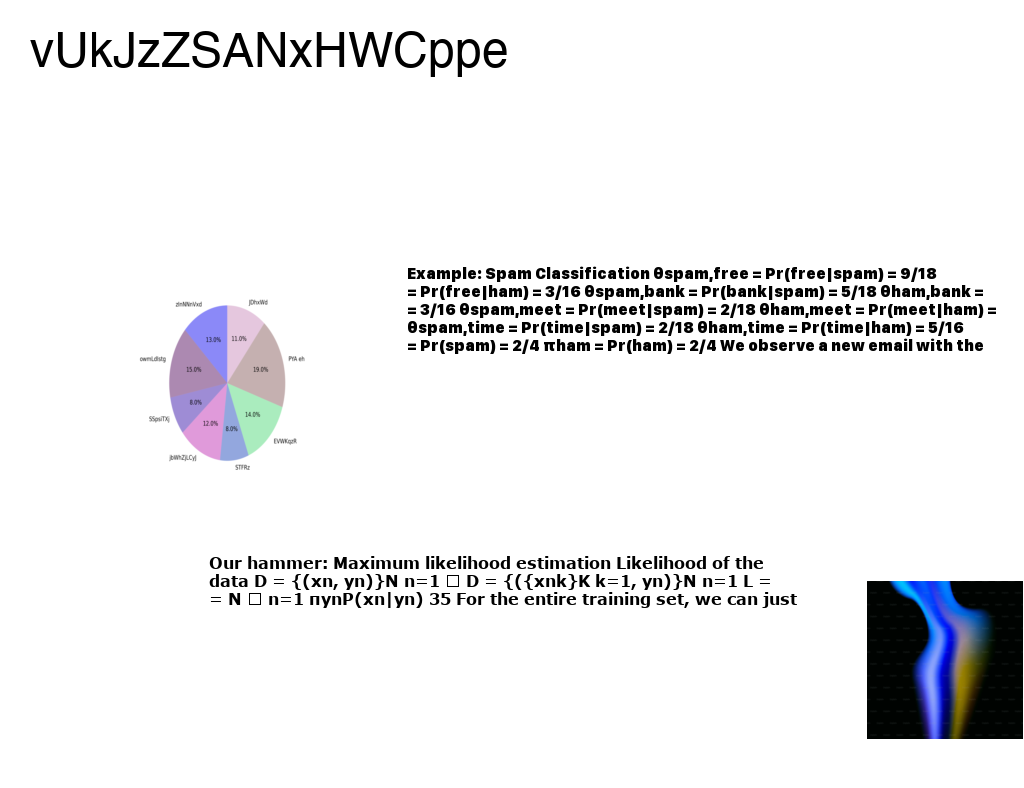 vUkJzZSANxHWCppe
Example: Spam Classification θspam,free = Pr(free|spam) = 9/18
= Pr(free|ham) = 3/16 θspam,bank = Pr(bank|spam) = 5/18 θham,bank =
= 3/16 θspam,meet = Pr(meet|spam) = 2/18 θham,meet = Pr(meet|ham) =
θspam,time = Pr(time|spam) = 2/18 θham,time = Pr(time|ham) = 5/16
= Pr(spam) = 2/4 πham = Pr(ham) = 2/4 We observe a new email with the
JDhxWd
11.0%
13.0%
PYA eh
19.0%
15.0%
8.0%
14.0%
12.0%
8.0%
EVWKqzR
STFRz
Our hammer: Maximum likelihood estimation Likelihood of the
data D = {(xn, yn)}N n=1 □ D = {({xnk}K k=1, yn)}N n=1 L =
= N □ n=1 πynP(xn|yn) 35 For the entire training set, we can just